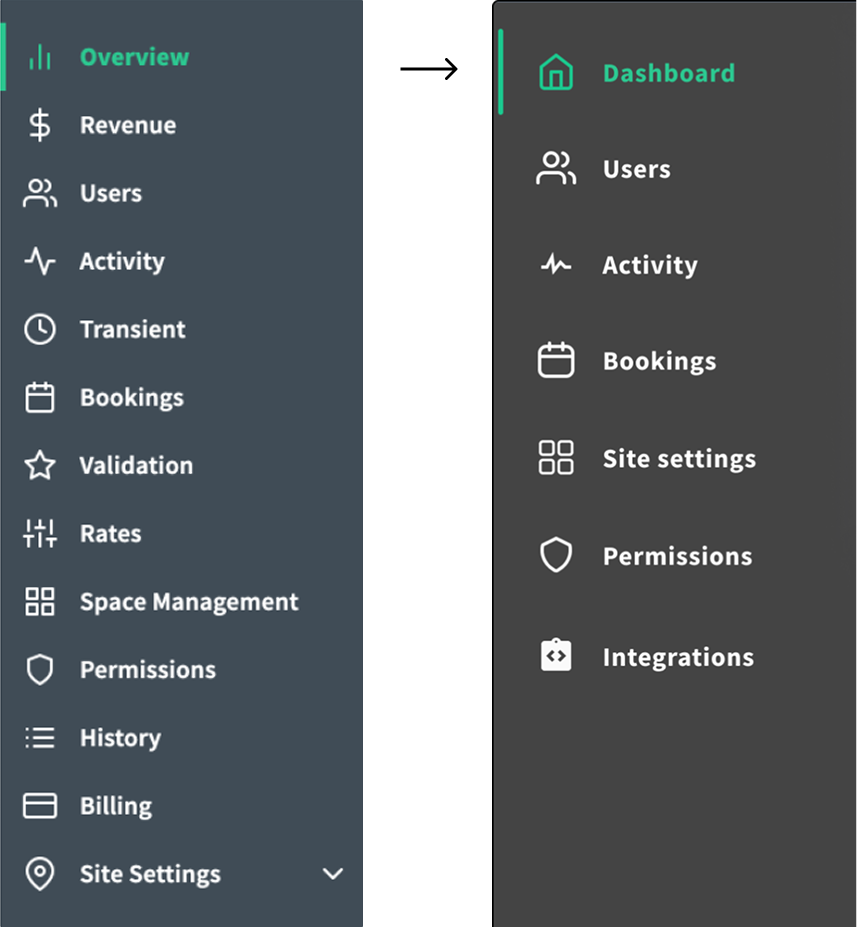 Overview
Revenue
Users
Activity
Transient
Bookings
Validation
Rates
Space Management
Permissions
History
Billing
Site Settings
Dashboard
Users
Activity
Bookings
Site settings
Permissions
Integrations